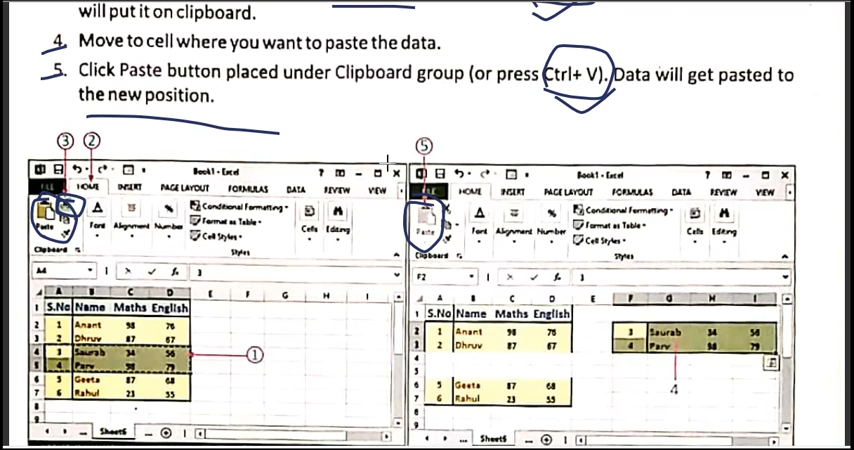 will put it on clipboard.
4. Move to cell where you want to paste the data.
5. Click Paste button placed under Clipboard group (or press Ctrl+ V). Data will get pasted to
the new position.
3 2
Book1 - Excel
FILE HOME INSERT PAGE LAYOUT FORMULAS DATA REVIEW VIEW
Paste Font Alignment Number
Conditional Formatting
Format as Table
Cell Styles
Cells Editing
Clipboard Styles
A4 fx 3
A B C D E F G H I
1 S.No Name Maths English
2 1 Anant 98 76
3 2 Dhruv 87 67
4 3 Saurab 34 56
5 4 Parv 98 79
6 5 Geeta 87 68
7 6 Rahul 23 55
8
9
1
Sheet6
5
Book1 - Excel
HOME INSERT PAGE LAYOUT FORMULAS DATA REVIEW VIEW
Paste Font Alignment Number
Conditional Formatting
Format as Table
Cell Styles
Cells Editing
Clipboard Styles
F2 fx 3
A B C D E F G H I
1 S.No Name Maths English
2 1 Anant 98 76 3 Saurab 34 56
3 2 Dhruv 87 67 4 Parv 98 79
4
5
6 5 Geeta 87 68
7 6 Rahul 23 55
8
9
4
Sheet6